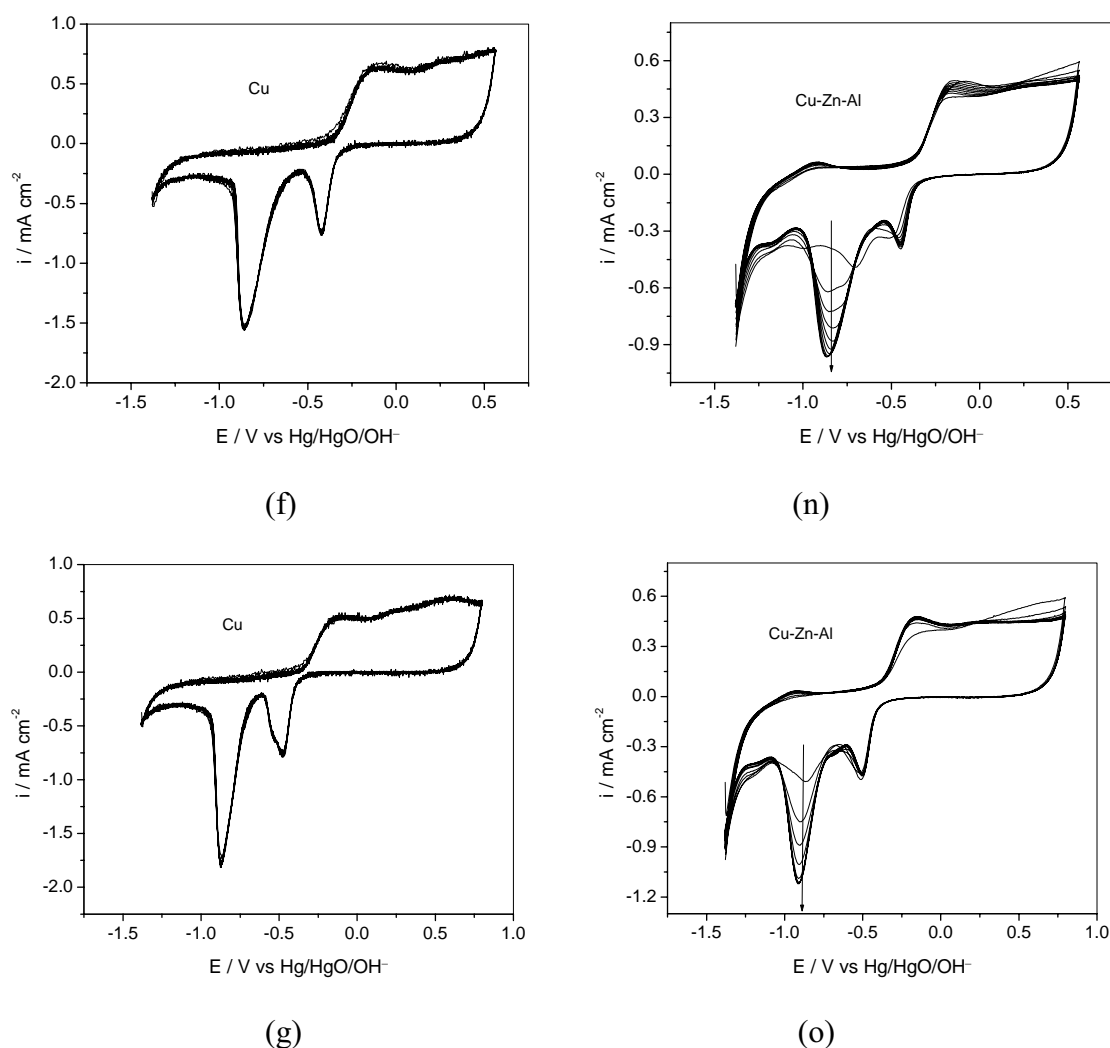 1.0
0.5
0.0
-0.5
-1.0
-1.5
-2.0
i / mA cm-2
Cu
-1.5 -1.0 -0.5 0.0 0.5
E / V vs Hg/HgO/OH−
(f)
0.6
0.3
0.0
-0.3
-0.6
-0.9
i / mA cm-2
Cu-Zn-Al
-1.5 -1.0 -0.5 0.0 0.5
E / V vs Hg/HgO/OH−
(n)
1.0
0.5
0.0
-0.5
-1.0
-1.5
-2.0
i / mA cm-2
Cu
-1.5 -1.0 -0.5 0.0 0.5 1.0
E / V vs Hg/HgO/OH−
(g)
0.6
0.3
0.0
-0.3
-0.6
-0.9
-1.2
i / mA cm-2
Cu-Zn-Al
-1.5 -1.0 -0.5 0.0 0.5 1.0
E / V vs Hg/HgO/OH−
(o)